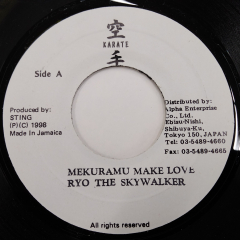 空
KARATE
手
Side A
Produced by:
STING
(P)(C) 1998
Made in Jamaica
Distributed by:
Alpha Enterprise
Co., Ltd.
Ebisu-Nishi,
Shibuya-Ku,
Tokyo 150, JAPAN
Tel 03-5489-4660
Fax 03-5489-4665
MEKURAMU MAKE LOVE
RYO THE SKYWALKER
All rights reserved